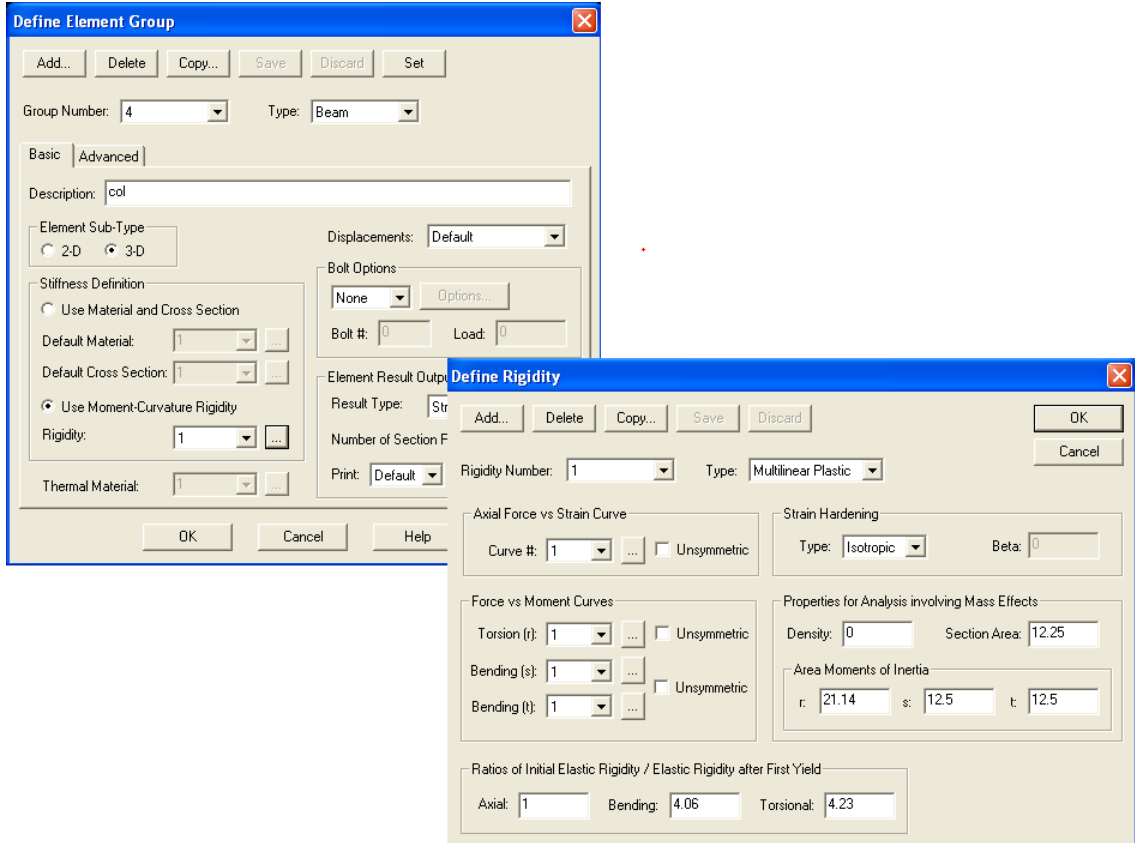 Define Element Group
Add... Delete Copy... Save Discard Set
Group Number: 4 Type: Beam
Basic Advanced
Description: col
Element Sub-Type
2-D 3-D
Displacements: Default
Stiffness Definition
Use Material and Cross Section
Default Material: 1 ...
Default Cross Section: 1 ...
Use Moment-Curvature Rigidity
Rigidity: 1 ...
Thermal Material: 1 ...
Bolt Options
None Options...
Bolt #: 0 Load: 0
Element Result Outpu
Result Type: Str
Number of Section F
Print: Default
OK Cancel Help
Define Rigidity
Add... Delete Copy... Save Discard OK
Cancel
Rigidity Number: 1 Type: Multilinear Plastic
Axial Force vs Strain Curve
Curve #: 1 ... Unsymmetric
Strain Hardening
Type: Isotropic Beta: 0
Force vs Moment Curves
Torsion (r): 1 ... Unsymmetric
Bending (s): 1 ...
Unsymmetric
Bending (t): 1 ...
Properties for Analysis involving Mass Effects
Density: 0 Section Area: 12.25
Area Moments of Inertia
r: 21.14 s: 12.5 t: 12.5
Ratios of Initial Elastic Rigidity / Elastic Rigidity after First Yield
Axial: 1 Bending: 4.06 Torsional: 4.23